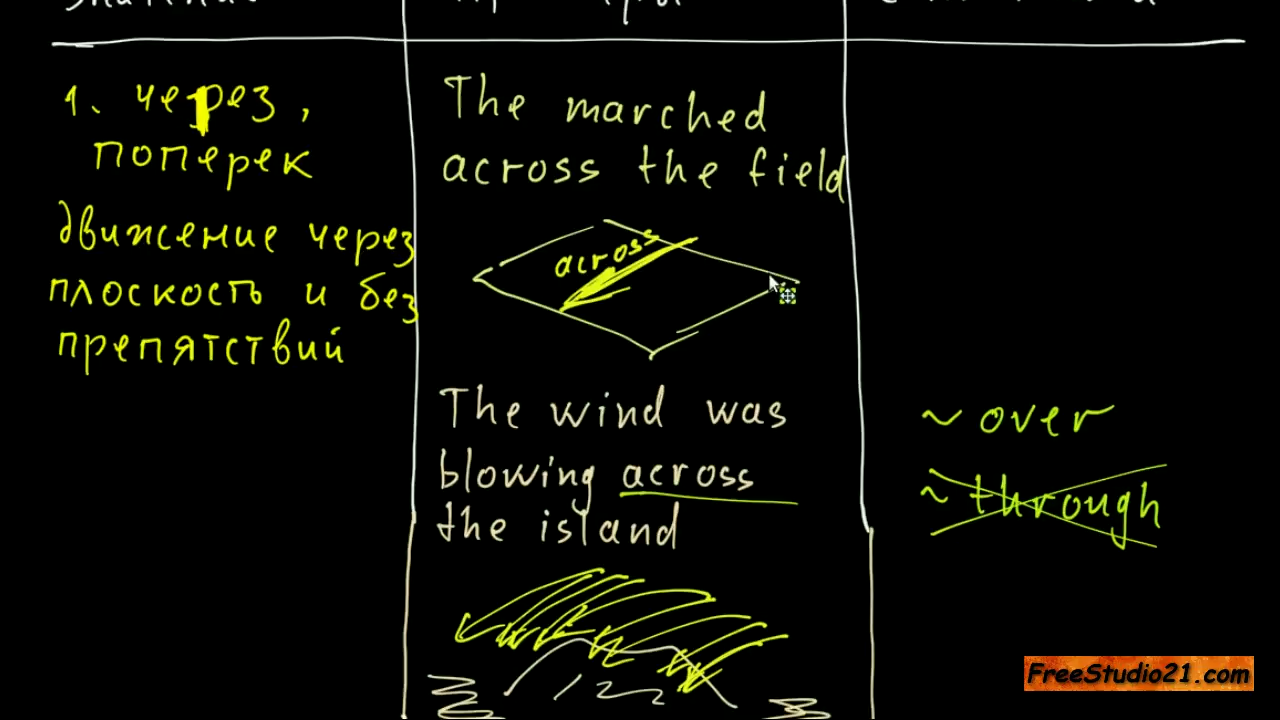 1. через,
поперек
движение через
плоскость и без
препятствий
The marched
across the field
across
The wind was
blowing across
the island
~ over
~ through
FreeStudio21.com